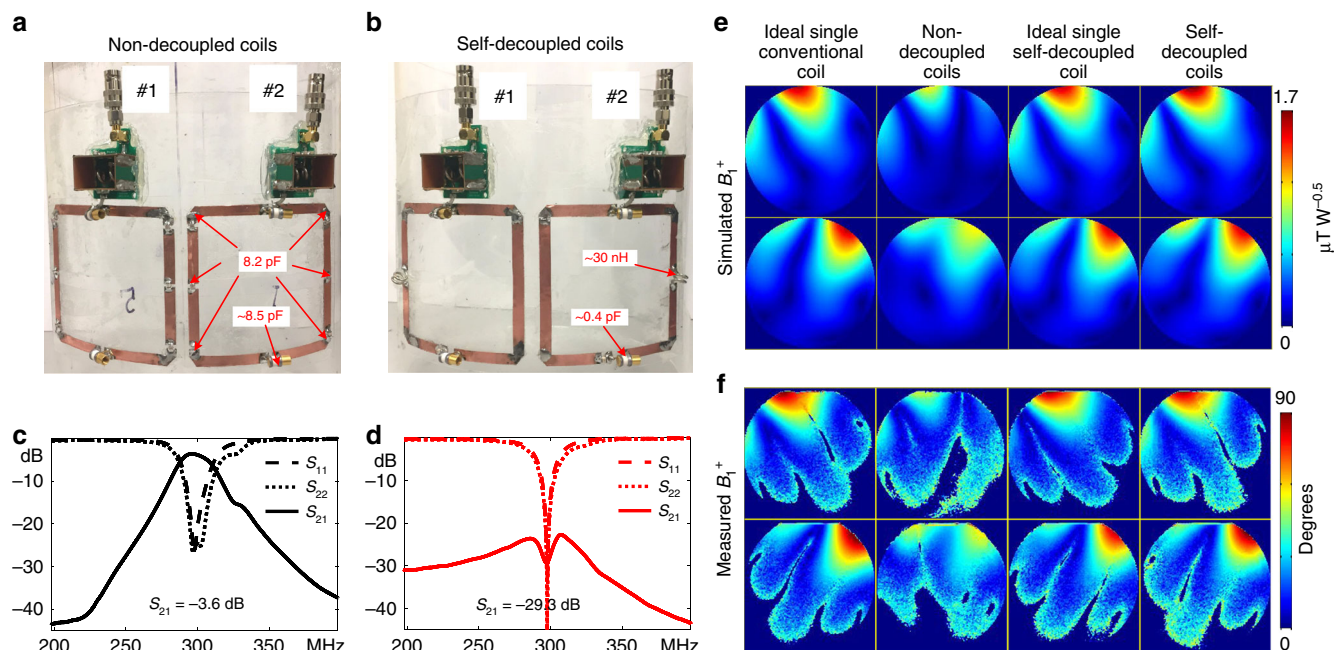 a
Non-decoupled coils
#1
#2
8.2 pF
~8.5 pF
b
Self-decoupled coils
#1
#2
~30 nH
~0.4 pF
c
dB
−10
−20
−30
−40
S11
S22
S21
S21 = −3.6 dB
200
250
300
350
MHz
d
dB
−10
−20
−30
−40
S11
S22
S21
S21 = −29.3 dB
200
250
300
350
MHz
e
Ideal single
conventional
coil
Non-
decoupled
coils
Ideal single
self-decoupled
coil
Self-
decoupled
coils
Simulated B1+
1.7
μT W−0.5
0
f
Measured B1+
90
Degrees
0